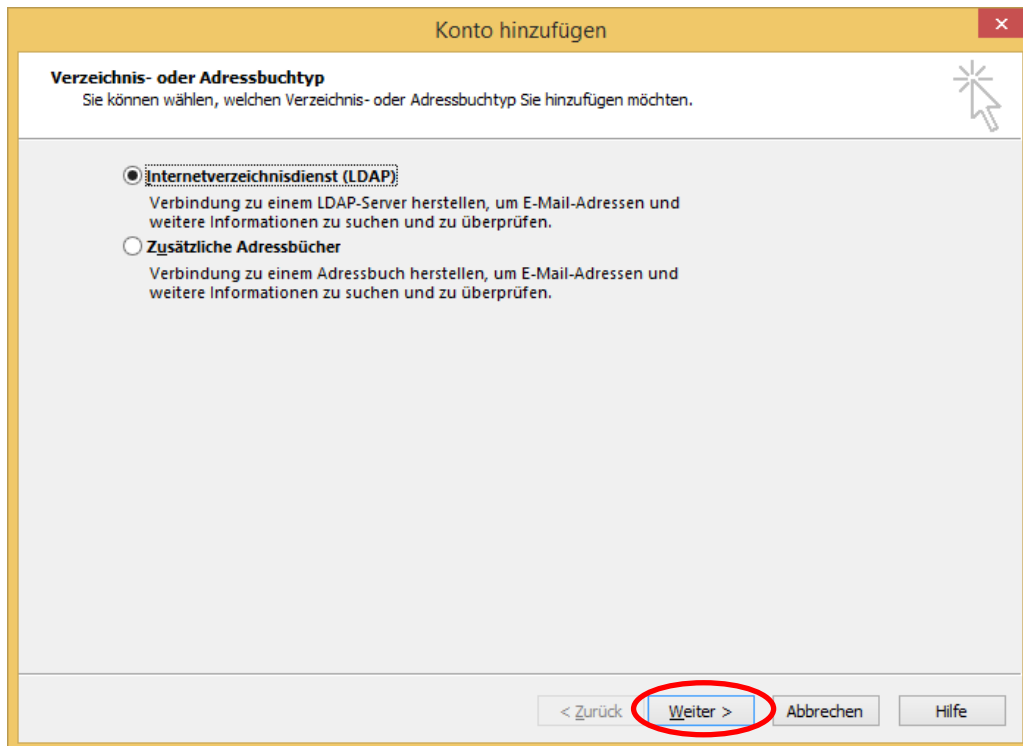 Konto hinzufügen
Verzeichnis- oder Adressbuchtyp
Sie können wählen, welchen Verzeichnis- oder Adressbuchtyp Sie hinzufügen möchten.
Internetverzeichnisdienst (LDAP)
Verbindung zu einem LDAP-Server herstellen, um E-Mail-Adressen und
weitere Informationen zu suchen und zu überprüfen.
Zusätzliche Adressbücher
Verbindung zu einem Adressbuch herstellen, um E-Mail-Adressen und
weitere Informationen zu suchen und zu überprüfen.
< Zurück Weiter > Abbrechen Hilfe